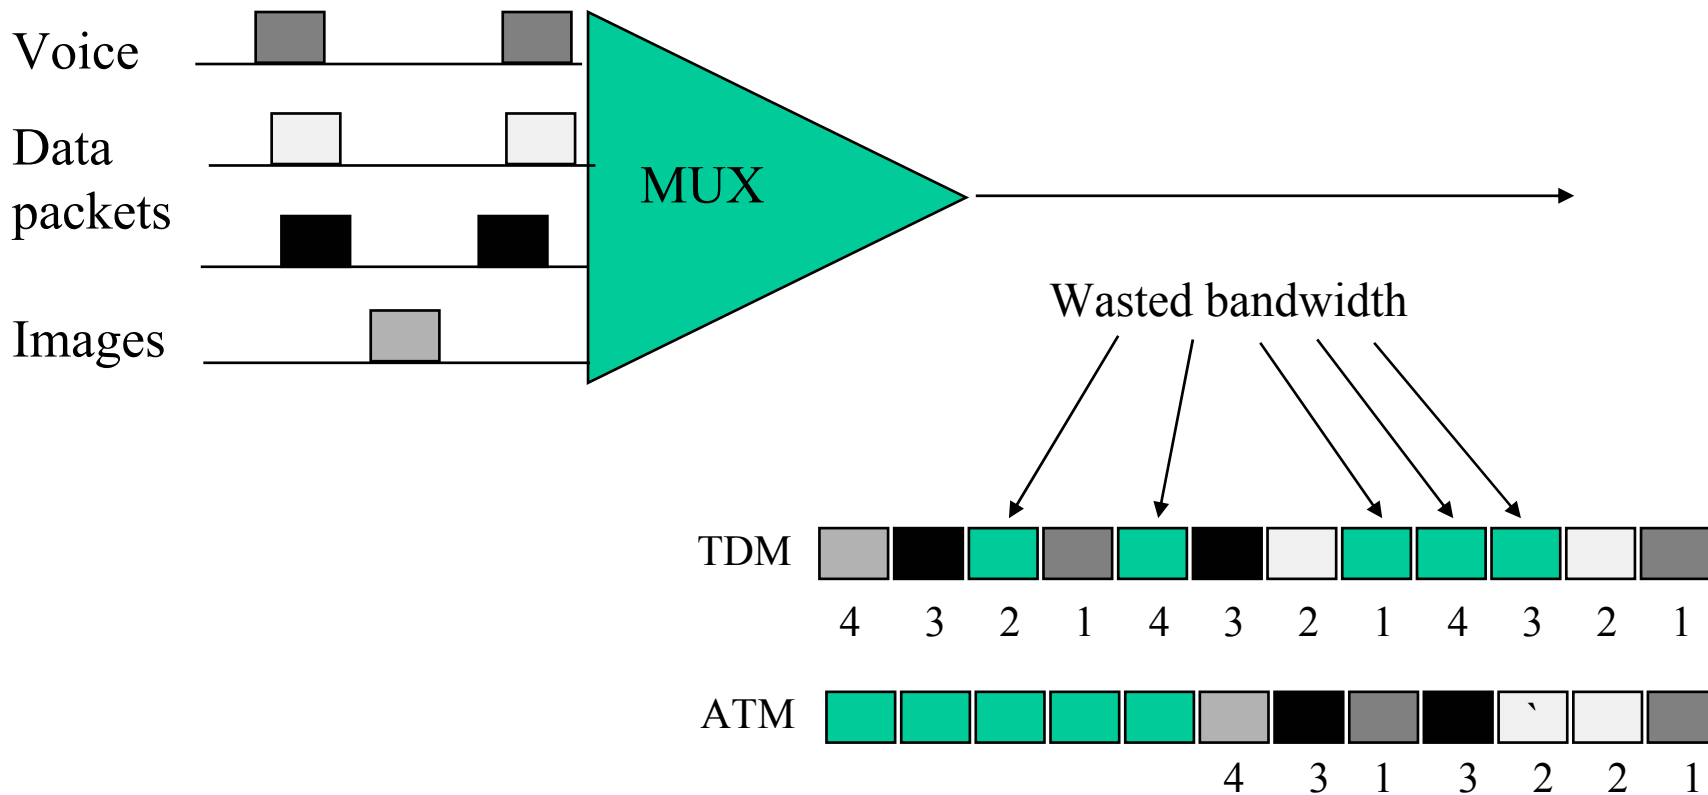 Voice
Data
packets
Images
MUX
Wasted bandwidth
TDM
4 3 2 1 4 3 2 1 4 3 2 1
ATM
`
4 3 1 3 2 2 1